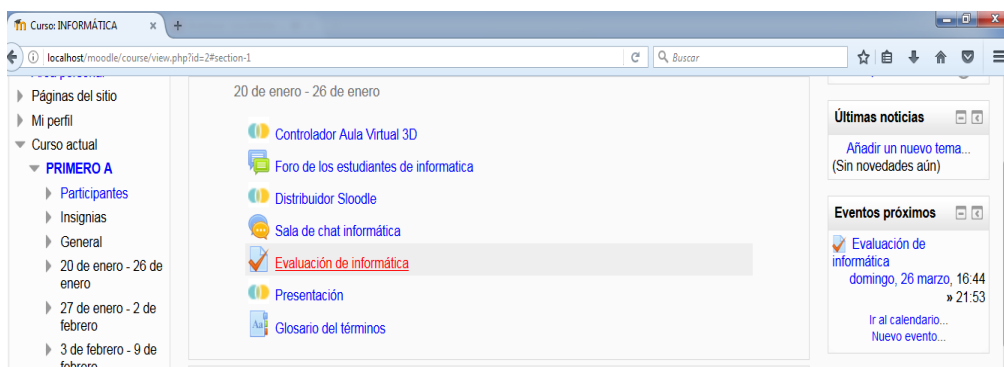 Curso: INFORMÁTICA
localhost/moodle/course/view.php?id=2#section-1
Buscar
Páginas del sitio
Mi perfil
Curso actual
PRIMERO A
Participantes
Insignias
General
20 de enero - 26 de
enero
27 de enero - 2 de
febrero
3 de febrero - 9 de
febrero
20 de enero - 26 de enero
Controlador Aula Virtual 3D
Foro de los estudiantes de informatica
Distribuidor Sloodle
Sala de chat informática
Evaluación de informática
Presentación
Glosario del términos
Últimas noticias
Añadir un nuevo tema...
(Sin novedades aún)
Eventos próximos
Evaluación de
informática
domingo, 26 marzo, 16:44
» 21:53
Ir al calendario...
Nuevo evento...